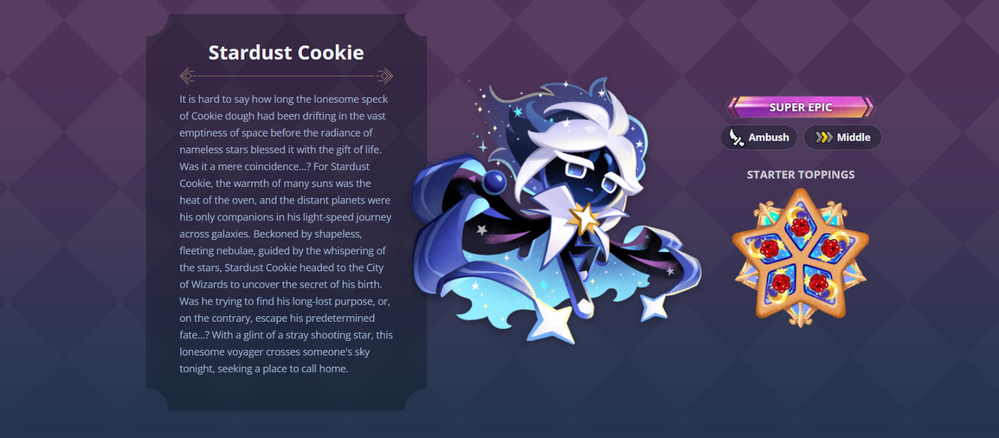 Stardust Cookie
It is hard to say how long the lonesome speck
of Cookie dough had been drifting in the vast
emptiness of space before the radiance of
nameless stars blessed it with the gift of life.
Was it a mere coincidence...? For Stardust
Cookie, the warmth of many suns was the
heat of the oven, and the distant planets were
his only companions in his light-speed journey
across galaxies. Beckoned by shapeless,
fleeting nebulae, guided by the whispering of
the stars, Stardust Cookie headed to the City
of Wizards to uncover the secret of his birth.
Was he trying to find his long-lost purpose, or,
on the contrary, escape his predetermined
fate...? With a glint of a stray shooting star, this
lonesome voyager crosses someone's sky
tonight, seeking a place to call home.
SUPER EPIC
Ambush Middle
STARTER TOPPINGS